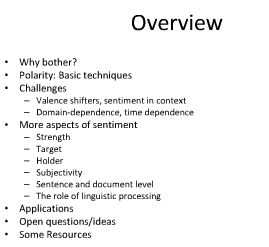 Overview
• Why bother?
• Polarity: Basic techniques
• Challenges
– Valence shifters, sentiment in context
– Domain-dependence, time dependence
• More aspects of sentiment
– Strength
– Target
– Holder
– Subjectivity
– Sentence and document level
– The role of linguistic processing
• Applications
• Open questions/ideas
• Some Resources